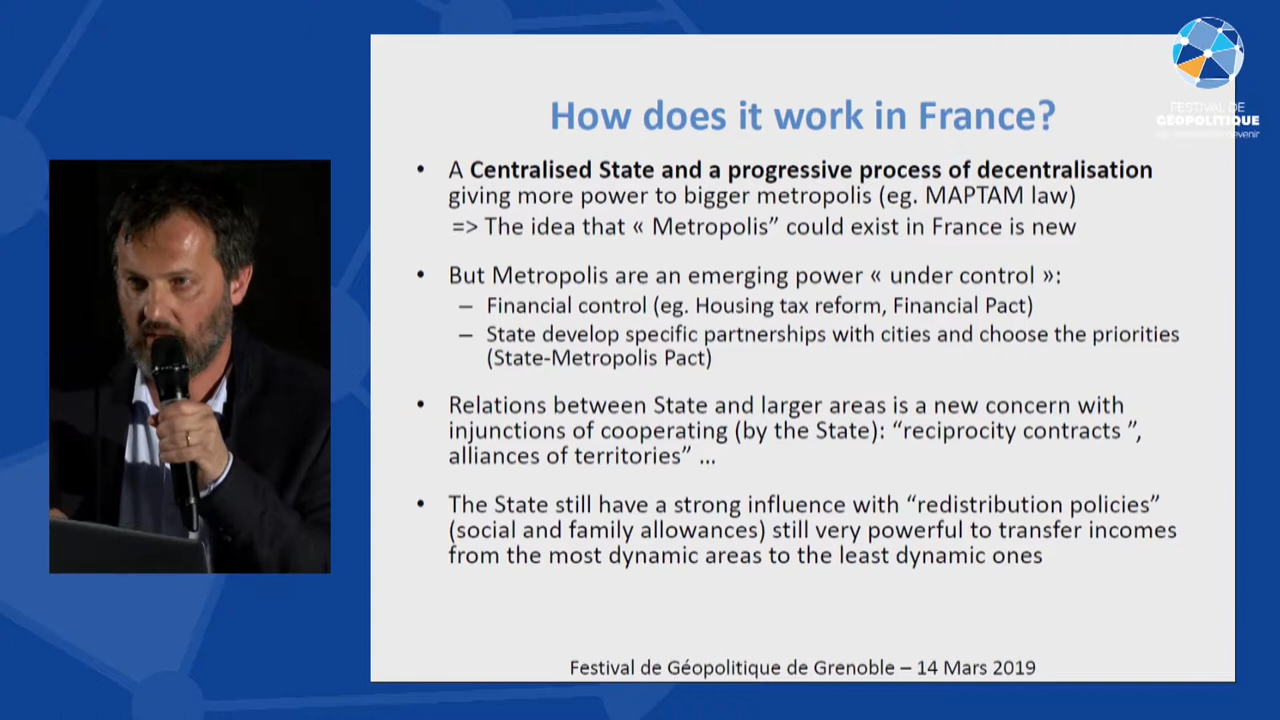 FESTIVAL DE
GÉOPOLITIQUE
How does it work in France?
• A Centralised State and a progressive process of decentralisation
giving more power to bigger metropolis (eg. MAPTAM law)
=> The idea that « Metropolis” could exist in France is new
• But Metropolis are an emerging power « under control »:
– Financial control (eg. Housing tax reform, Financial Pact)
– State develop specific partnerships with cities and choose the priorities
(State-Metropolis Pact)
• Relations between State and larger areas is a new concern with
injunctions of cooperating (by the State): “reciprocity contracts ”,
alliances of territories” ...
• The State still have a strong influence with “redistribution policies”
(social and family allowances) still very powerful to transfer incomes
from the most dynamic areas to the least dynamic ones
Festival de Géopolitique de Grenoble – 14 Mars 2019